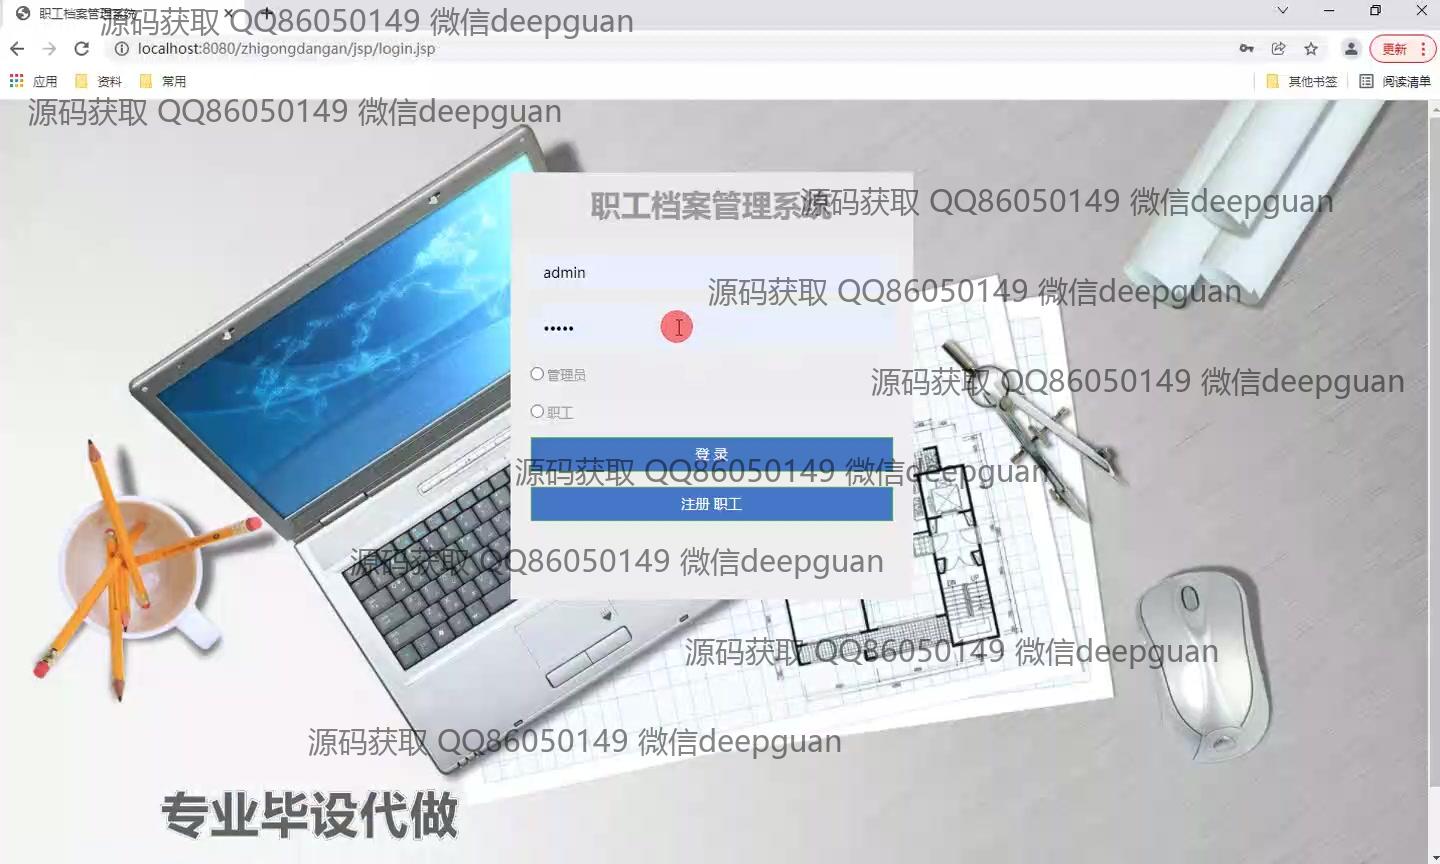 职工档案管理系统
源码获取 QQ86050149 微信deepguan
localhost:8080/zhigongdangan/jsp/login.jsp
更新
应用
资料
常用
其他书签
阅读清单
源码获取 QQ86050149 微信deepguan
职工档案管理系统
源码获取 QQ86050149 微信deepguan
admin
源码获取 QQ86050149 微信deepguan
•••••
管理员
源码获取 QQ86050149 微信deepguan
职工
登 录
源码获取 QQ86050149 微信deepguan
注册 职工
源码获取 QQ86050149 微信deepguan
源码获取 QQ86050149 微信deepguan
源码获取 QQ86050149 微信deepguan
专业毕设代做